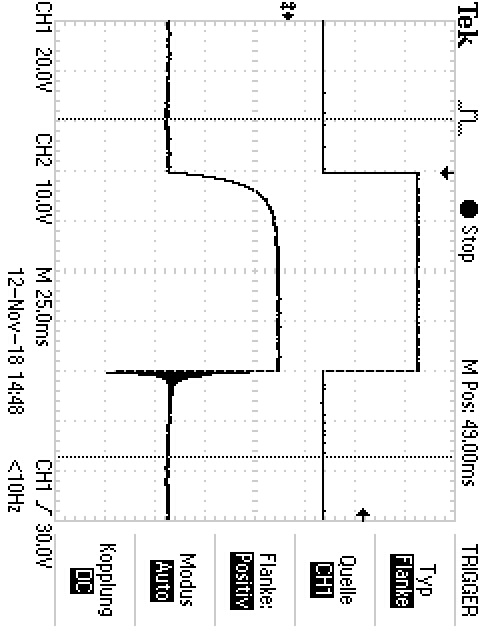 Tek
Stop
M Pos: 49.00ms
TRIGGER
Typ
Flanke
Quelle
CH1
Flanke:
Positiv
Modus
Auto
Kopplung
DC
CH1 20.0V CH2 10.0V M 25.0ms CH1 / 30.0V
12-Nov-18 14:48 <10Hz